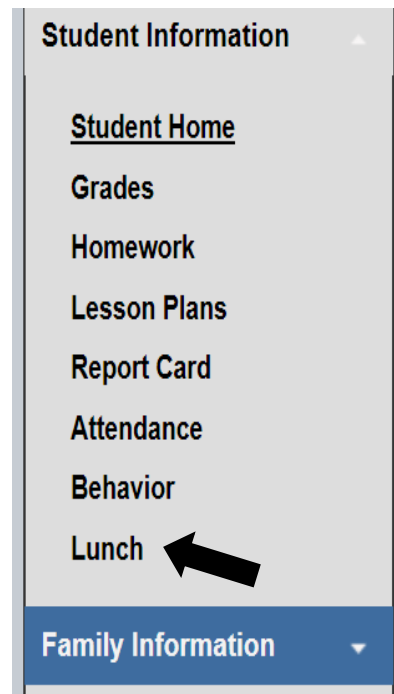 Student Information
Student Home
Grades
Homework
Lesson Plans
Report Card
Attendance
Behavior
Lunch
Family Information